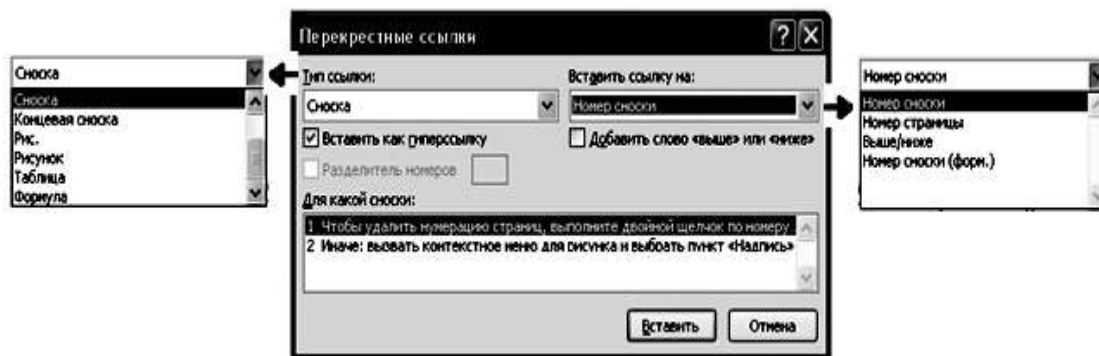 Перекрестные ссылки
Тип ссылки:
Вставить ссылку на:
Сноска
Номер сноски
Вставить как гиперссылку
Добавить слово «выше» или «ниже»
Разделитель номеров
Для какой сноски:
1 Чтобы удалить нумерацию страниц, выполните двойной щелчок по номеру
2 Иначе: вызвать контекстное меню для рисунка и выбрать пункт «Надпись»
Вставить
Отмена
Сноска
Сноска
Концевая сноска
Рис.
Рисунок
Таблица
Формула
Номер сноски
Номер сноски
Номер страницы
Выше/ниже
Номер сноски (форм.)